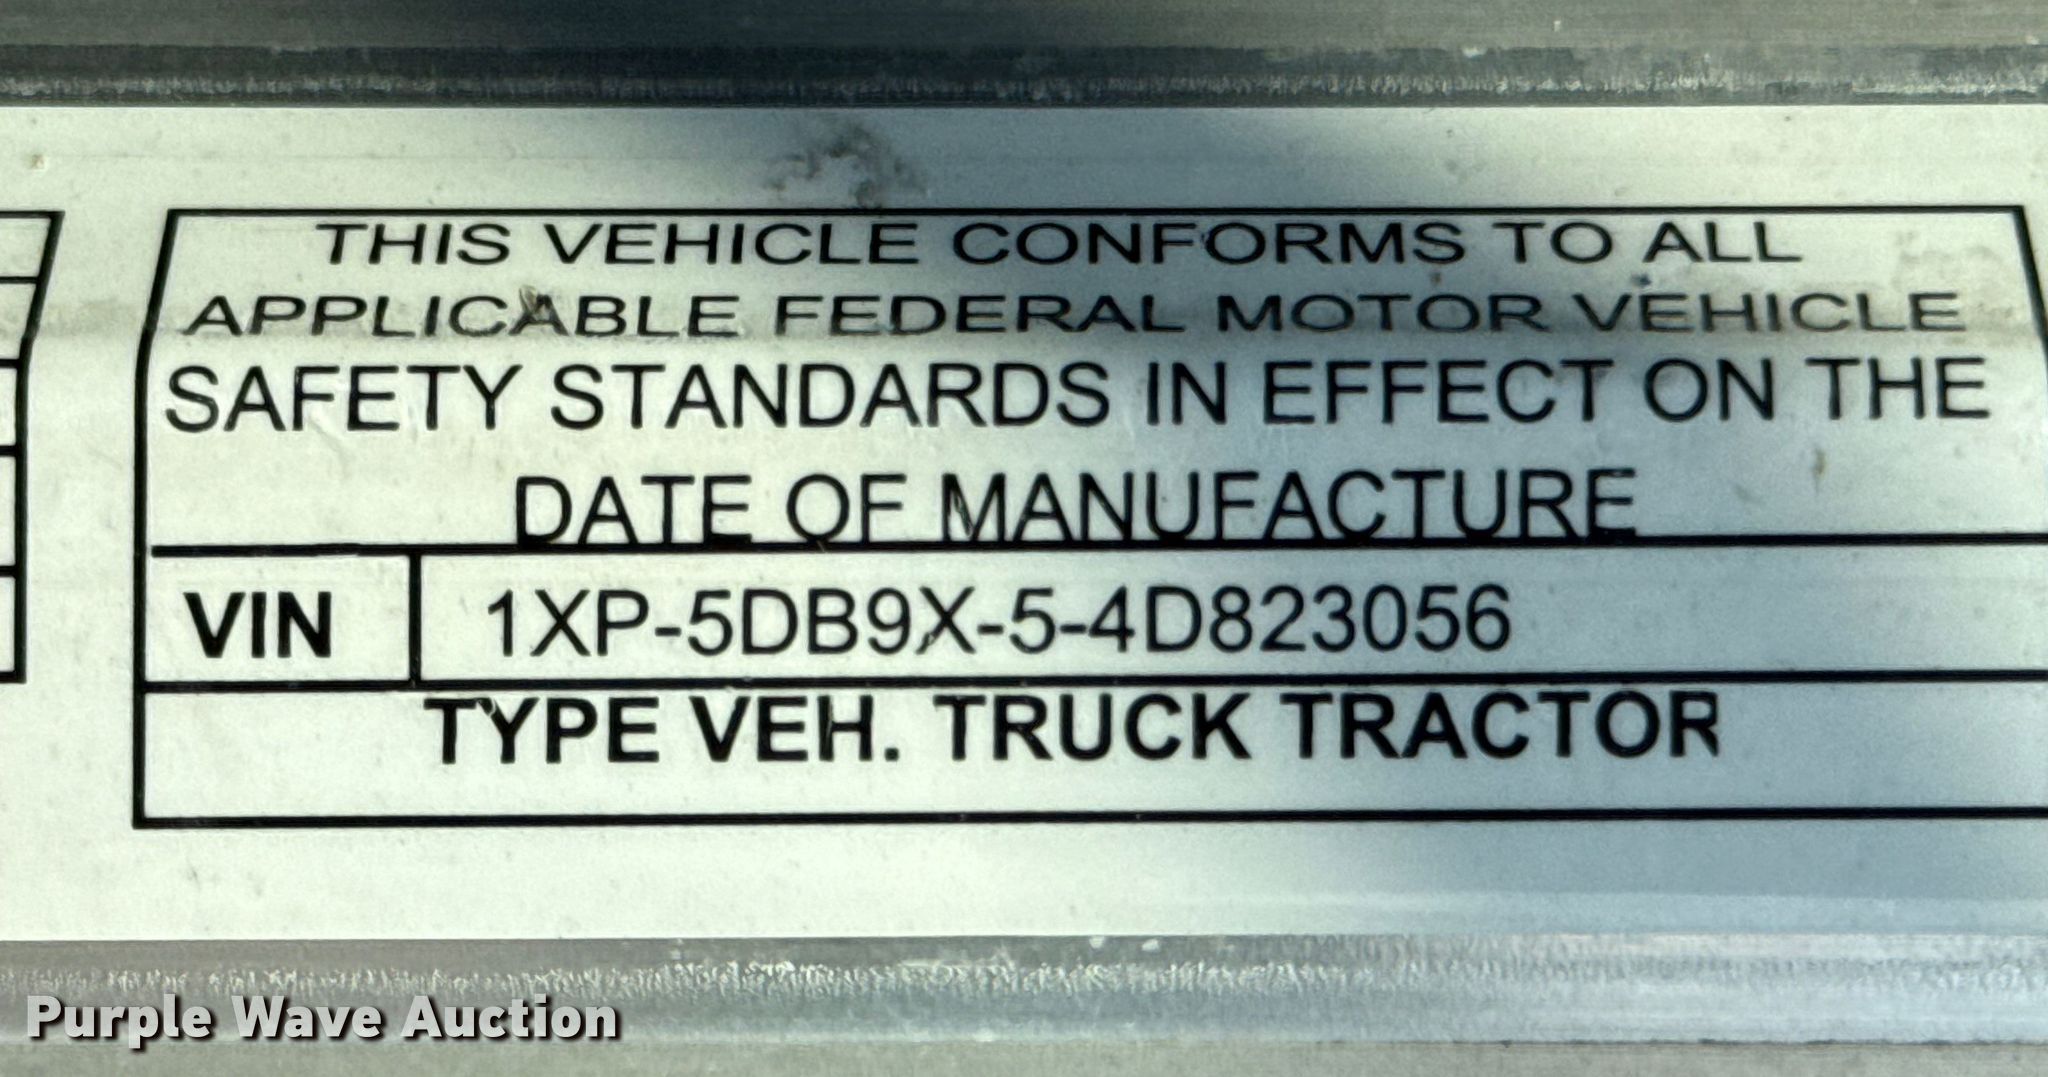 THIS VEHICLE CONFORMS TO ALL
APPLICABLE FEDERAL MOTOR VEHICLE
SAFETY STANDARDS IN EFFECT ON THE
DATE OF MANUFACTURE
VIN 1XP-5DB9X-5-4D823056
TYPE VEH. TRUCK TRACTOR
Purple Wave Auction